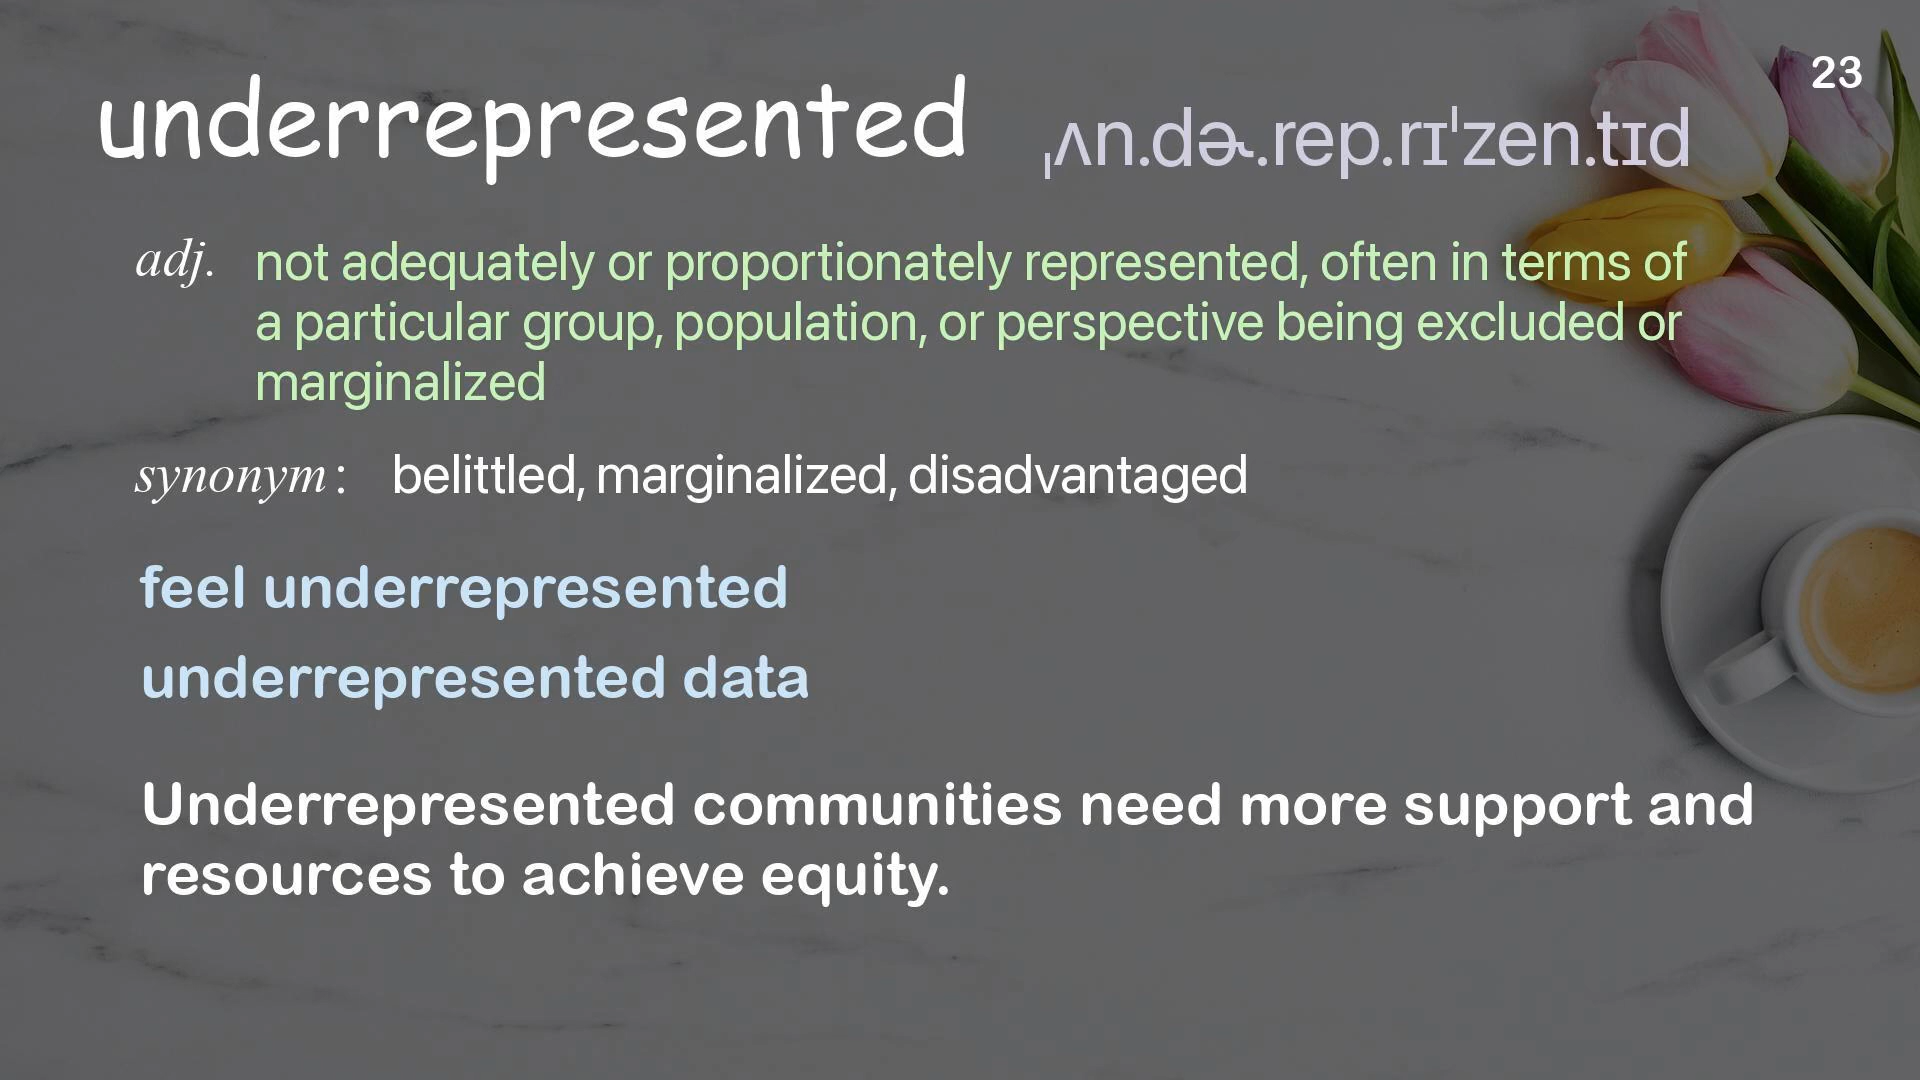 23
underrepresented ˌʌn.dɚ.rep.rɪˈzen.tɪd
adj. not adequately or proportionately represented, often in terms of
a particular group, population, or perspective being excluded or
marginalized
synonym : belittled, marginalized, disadvantaged
feel underrepresented
underrepresented data
Underrepresented communities need more support and
resources to achieve equity.